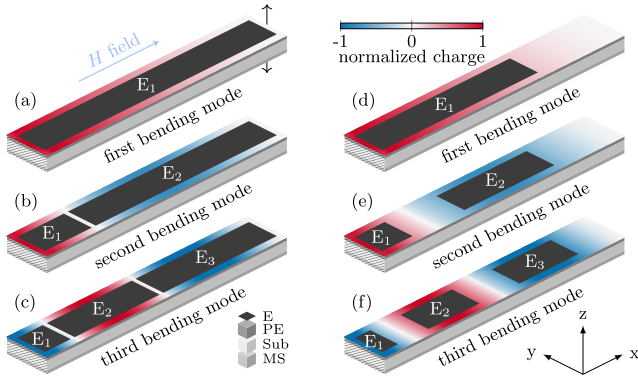 (a)
H field
E1
first bending mode
(b)
E1
E2
second bending mode
(c)
E1
E2
E3
third bending mode
E
PE
Sub
MS
-1 0 1
normalized charge
(d)
E1
first bending mode
(e)
E1
E2
second bending mode
(f)
E1
E2
E3
third bending mode
z
y
x